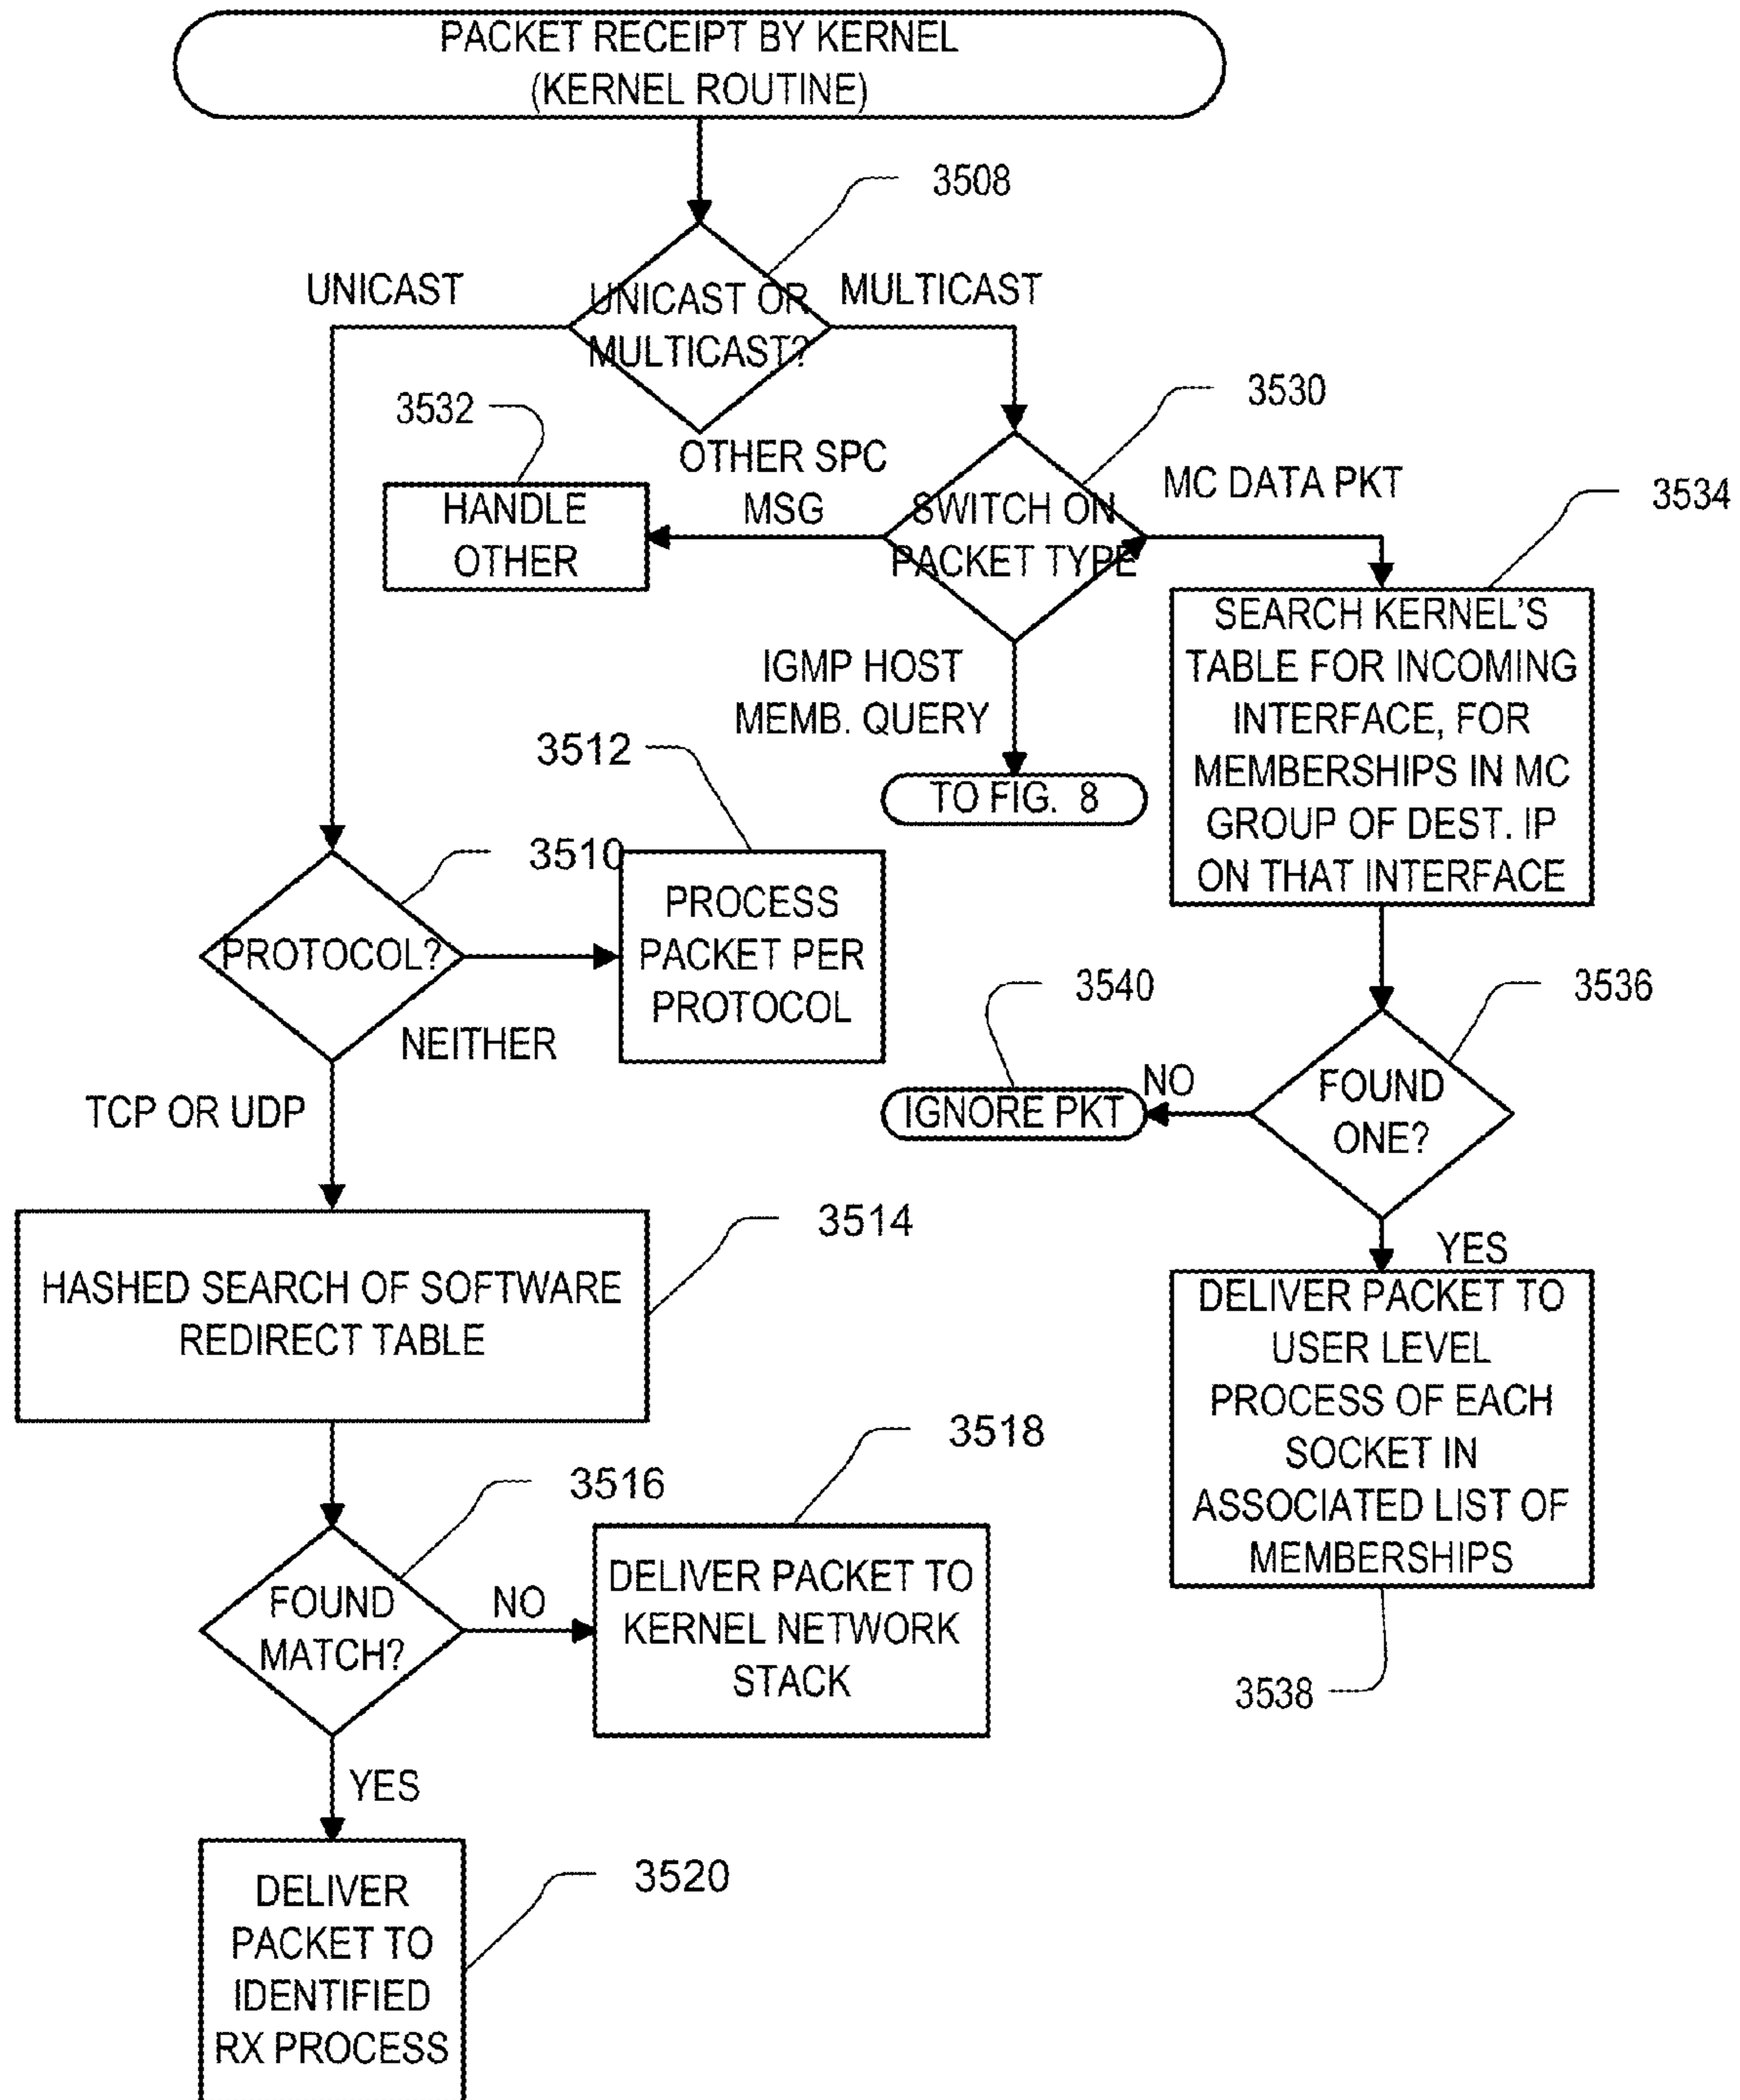 PACKET RECEIPT BY KERNEL
(KERNEL ROUTINE)
3508
UNICAST
UNICAST OR
MULTICAST?
MULTICAST
3532
3530
OTHER SPC
MSG
HANDLE
OTHER
SWITCH ON
PACKET TYPE
MC DATA PKT
3534
IGMP HOST
MEMB. QUERY
TO FIG. 8
SEARCH KERNEL'S
TABLE FOR INCOMING
INTERFACE, FOR
MEMBERSHIPS IN MC
GROUP OF DEST. IP
ON THAT INTERFACE
3512
3510
PROTOCOL?
PROCESS
PACKET PER
PROTOCOL
NEITHER
TCP OR UDP
3540
3536
IGNORE PKT
NO
FOUND
ONE?
YES
3514
HASHED SEARCH OF SOFTWARE
REDIRECT TABLE
DELIVER PACKET TO
USER LEVEL
PROCESS OF EACH
SOCKET IN
ASSOCIATED LIST OF
MEMBERSHIPS
3538
3518
3516
FOUND
MATCH?
NO
DELIVER PACKET TO
KERNEL NETWORK
STACK
YES
3520
DELIVER
PACKET TO
IDENTIFIED
RX PROCESS